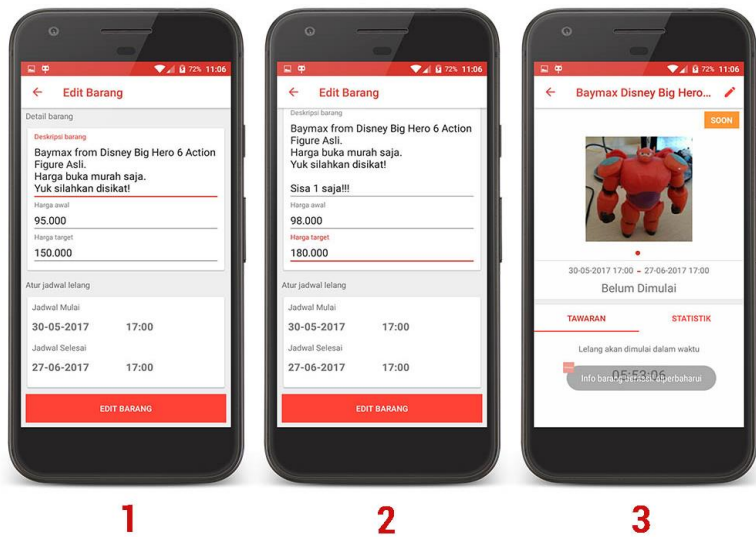 72% 11:06
Edit Barang
Detail barang
Deskripsi barang
Baymax from Disney Big Hero 6 Action
Figure Asli.
Harga buka murah saja.
Yuk silahkan disikat!
Harga awal
95.000
Harga target
150.000
Atur jadwal lelang
Jadwal Mulai
30-05-2017 17:00
Jadwal Selesai
27-06-2017 17:00
EDIT BARANG
1
72% 11:06
Edit Barang
Deskripsi barang
Baymax from Disney Big Hero 6 Action
Figure Asli.
Harga buka murah saja.
Yuk silahkan disikat!
Sisa 1 saja!!!
Harga awal
98.000
Harga target
180.000
Atur jadwal lelang
Jadwal Mulai
30-05-2017 17:00
Jadwal Selesai
27-06-2017 17:00
EDIT BARANG
2
72% 11:06
Baymax Disney Big Hero...
SOON
30-05-2017 17:00 - 27-06-2017 17:00
Belum Dimulai
TAWARAN STATISTIK
Lelang akan dimulai dalam waktu
05:53:06
Info barang diperbaharui
3